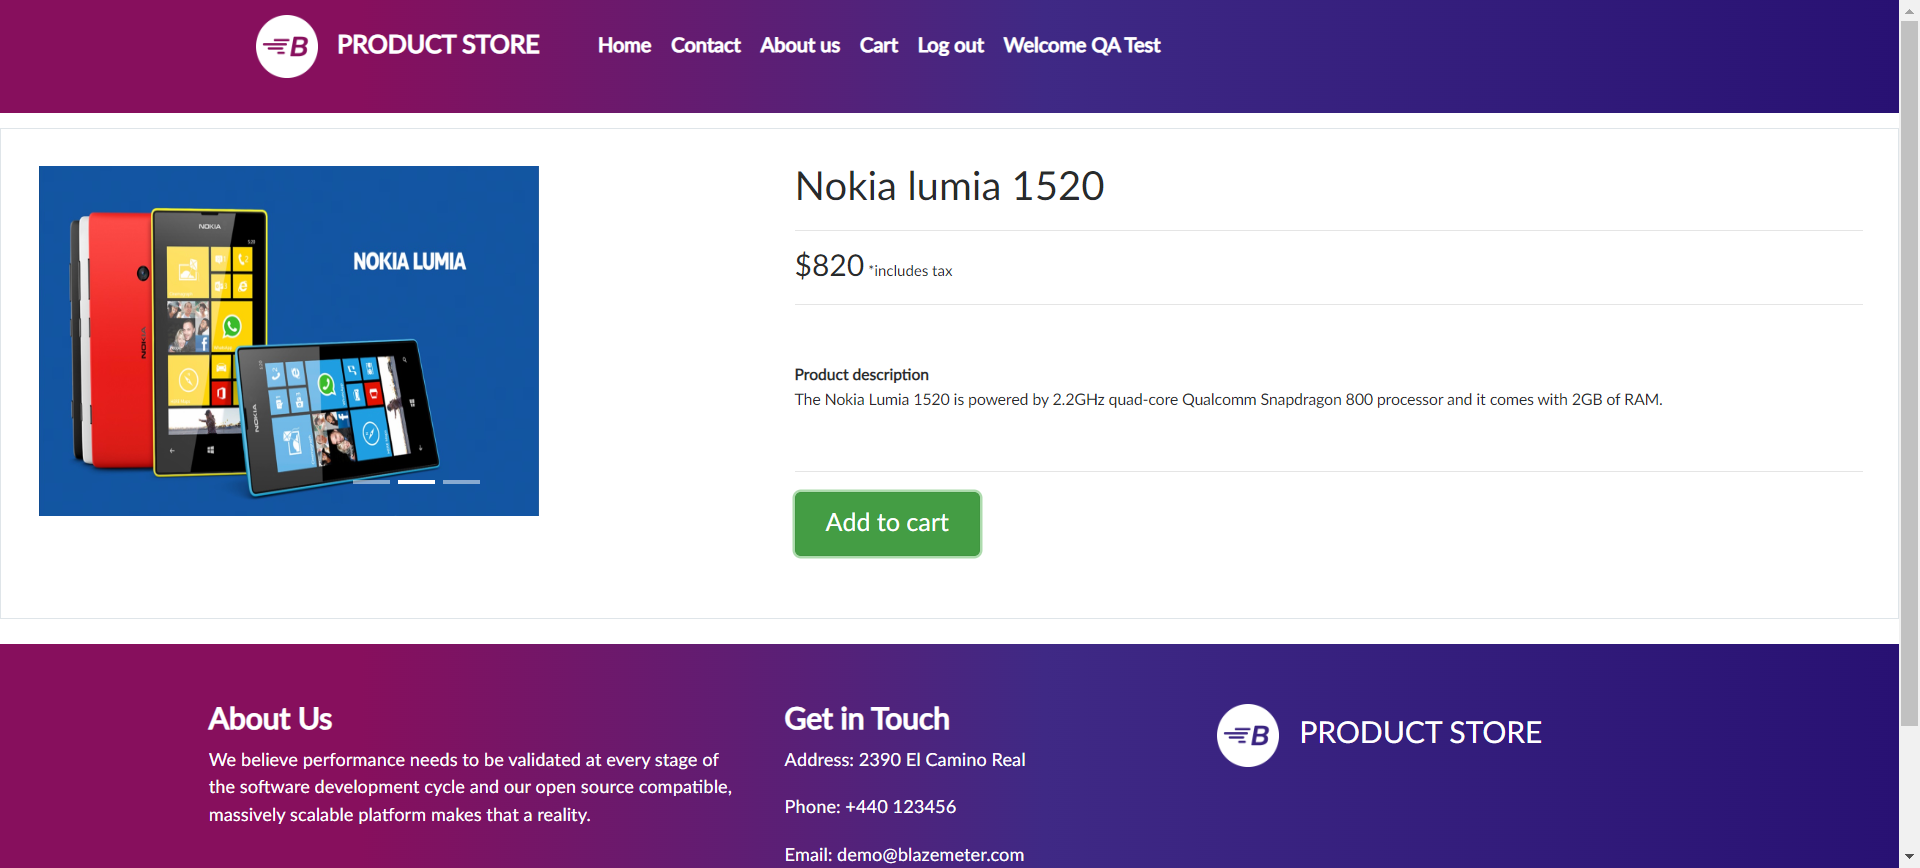 B PRODUCT STORE Home Contact About us Cart Log out Welcome QA Test
NOKIA
NOKIA LUMIA
NOKIA
NOKIA
Nokia lumia 1520
$820 *includes tax
Product description
The Nokia Lumia 1520 is powered by 2.2GHz quad-core Qualcomm Snapdragon 800 processor and it comes with 2GB of RAM.
Add to cart
About Us
We believe performance needs to be validated at every stage of
the software development cycle and our open source compatible,
massively scalable platform makes that a reality.
Get in Touch
Address: 2390 El Camino Real
Phone: +440 123456
Email: demo@blazemeter.com
B PRODUCT STORE